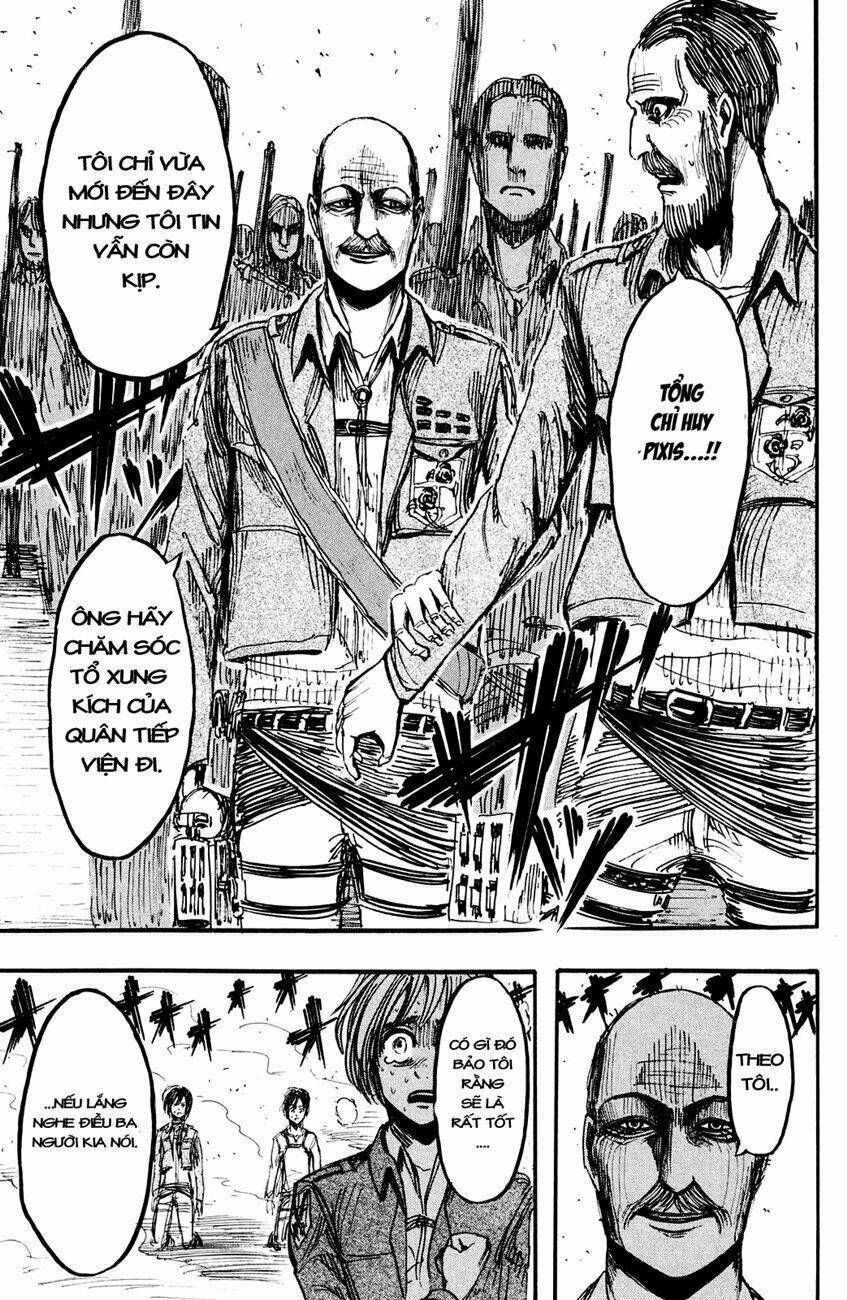 TỔNG
CHỈ HUY
PIXIS....!!
TÔI CHỈ VỪA
MỚI ĐẾN ĐÂY
NHƯNG TÔI TIN
VẪN CÒN
KỊP.
ÔNG HÃY
CHĂM SÓC
TỔ XUNG
KÍCH CỦA
QUÂN TIẾP
VIỆN ĐI.
THEO
TÔI..
CÓ GÌ ĐÓ
BẢO TÔI
RẰNG
SẼ LÀ
RẤT TỐT
....
...NẾU LẮNG
NGHE ĐIỀU BA
NGƯỜI KIA NÓI.